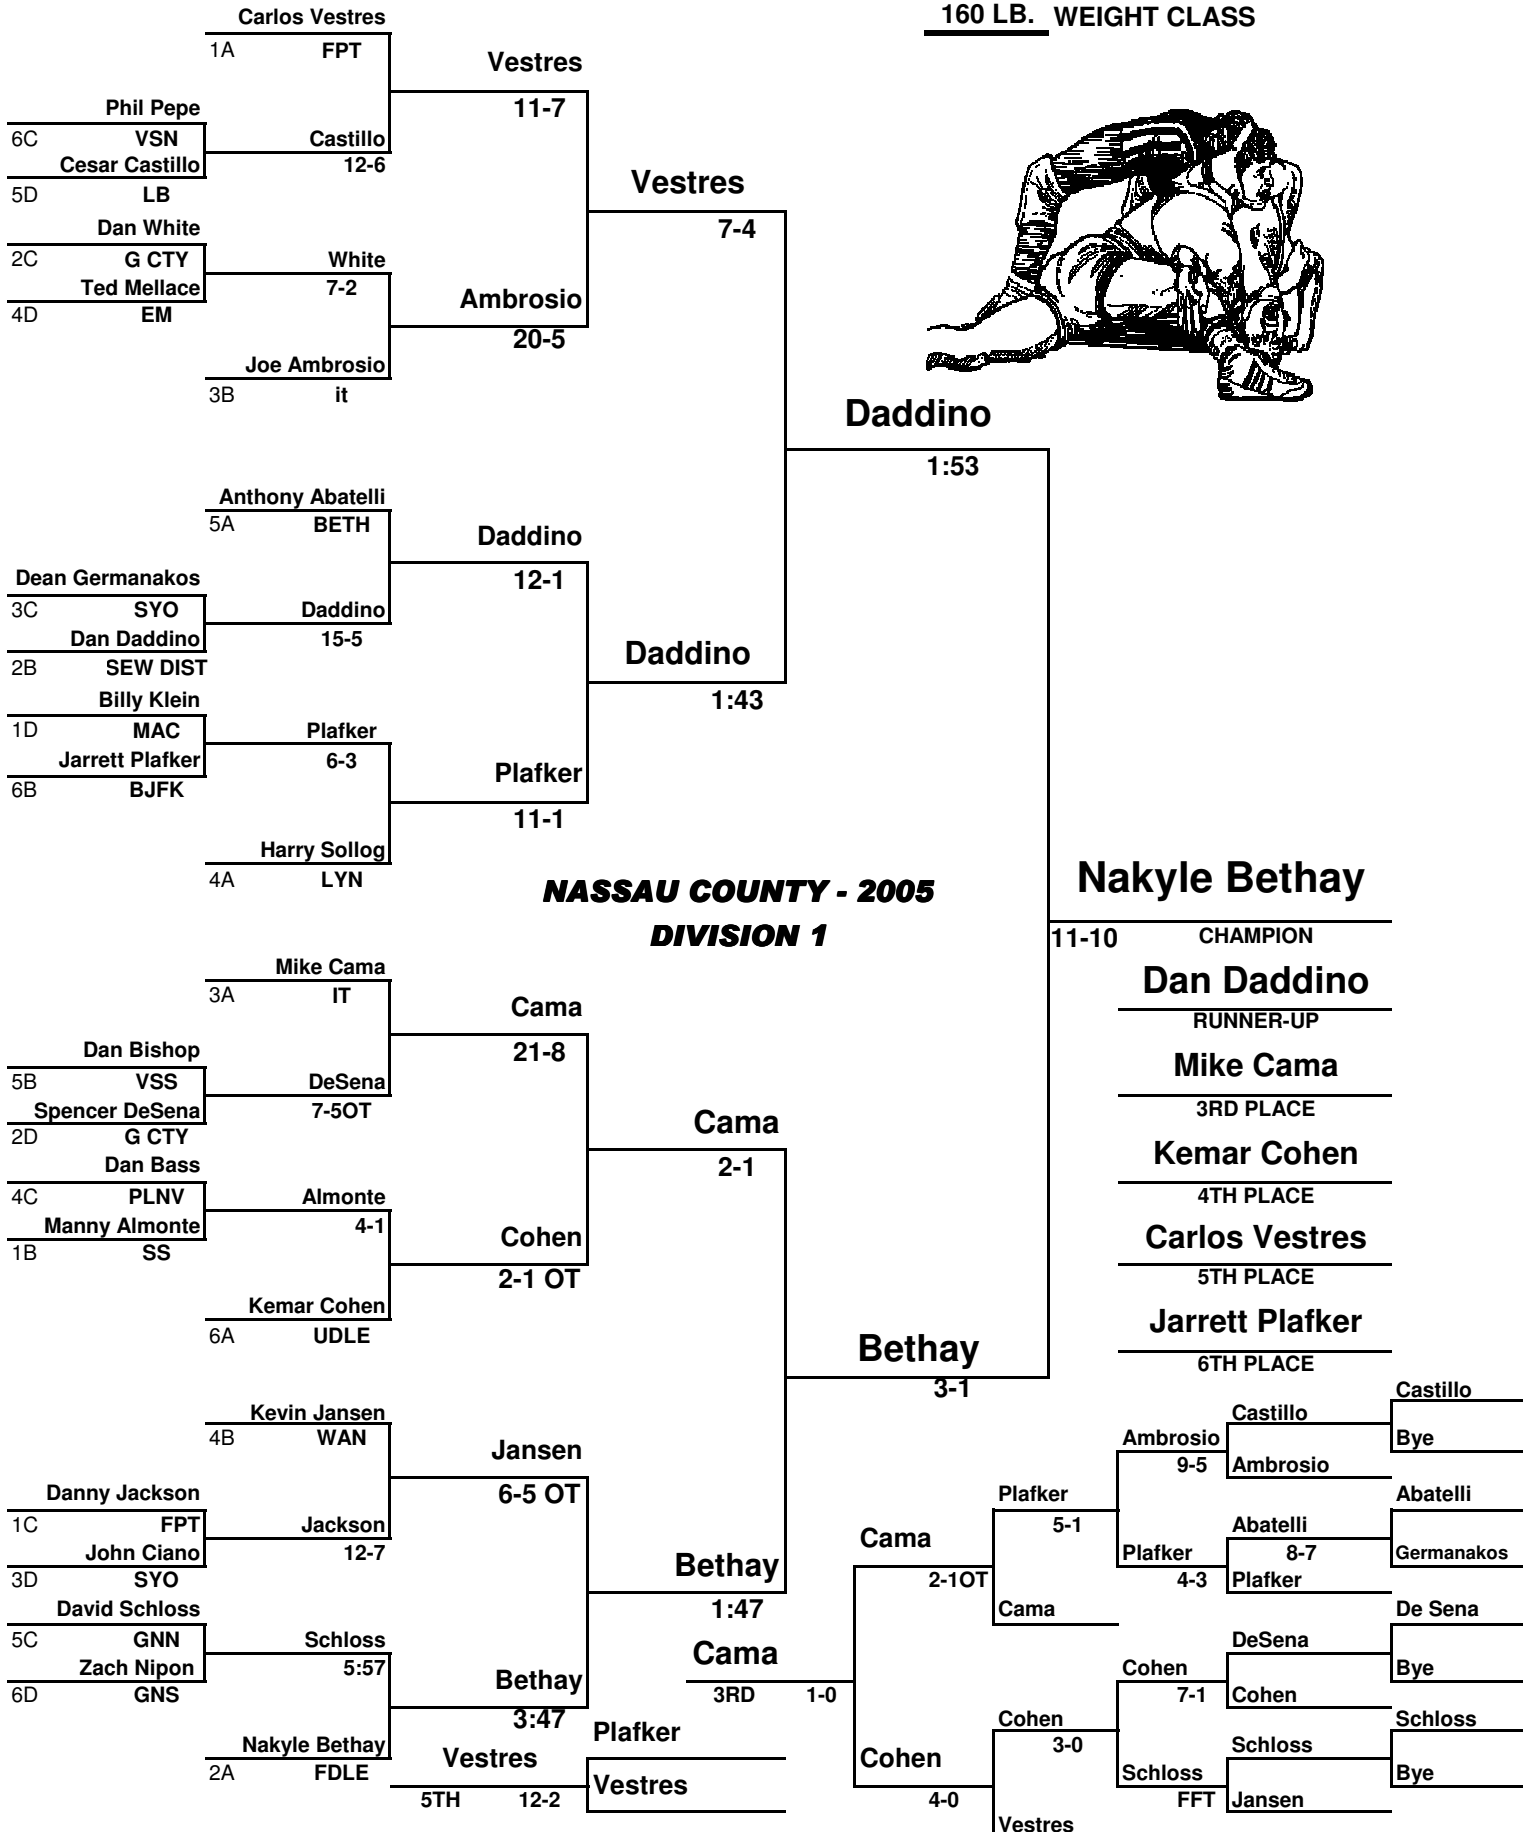 160 LB. WEIGHT CLASS
Carlos Vestres
1A FPT
Vestres
11-7
Phil Pepe
6C VSN
Cesar Castillo
5D LB
Castillo
12-6
Vestres
7-4
Dan White
2C G CTY
Ted Mellace
4D EM
White
7-2
Ambrosio
20-5
Joe Ambrosio
3B it
Daddino
1:53
Anthony Abatelli
5A BETH
Daddino
12-1
Dean Germanakos
3C SYO
Dan Daddino
2B SEW DIST
Daddino
15-5
Daddino
1:43
Billy Klein
1D MAC
Jarrett Plafker
6B BJFK
Plafker
6-3
Plafker
11-1
Harry Sollog
4A LYN
NASSAU COUNTY - 2005
DIVISION 1
Nakyle Bethay
11-10 CHAMPION
Dan Daddino
RUNNER-UP
Mike Cama
3RD PLACE
Kemar Cohen
4TH PLACE
Carlos Vestres
5TH PLACE
Jarrett Plafker
6TH PLACE
Mike Cama
3A IT
Cama
21-8
Dan Bishop
5B VSS
Spencer DeSena
2D G CTY
DeSena
7-5OT
Cama
2-1
Dan Bass
4C PLNV
Manny Almonte
1B SS
Almonte
4-1
Cohen
2-1 OT
Kemar Cohen
6A UDLE
Bethay
3-1
Kevin Jansen
4B WAN
Jansen
6-5 OT
Danny Jackson
1C FPT
John Ciano
3D SYO
Jackson
12-7
Bethay
1:47
David Schloss
5C GNN
Zach Nipon
6D GNS
Schloss
5:57
Bethay
3:47
Nakyle Bethay
2A FDLE
Castillo
Bye
Castillo
Ambrosio
Ambrosio
9-5
Abatelli
Germanakos
Abatelli
8-7
Plafker
Plafker
4-3
Plafker
5-1
Cama
Cama
2-1OT
De Sena
Bye
DeSena
Cohen
Cohen
7-1
Schloss
Bye
Schloss
Jansen
Schloss
FFT
Cohen
3-0
Vestres
Cohen
4-0
Cama
3RD 1-0
Plafker
Vestres
Vestres
5TH 12-2